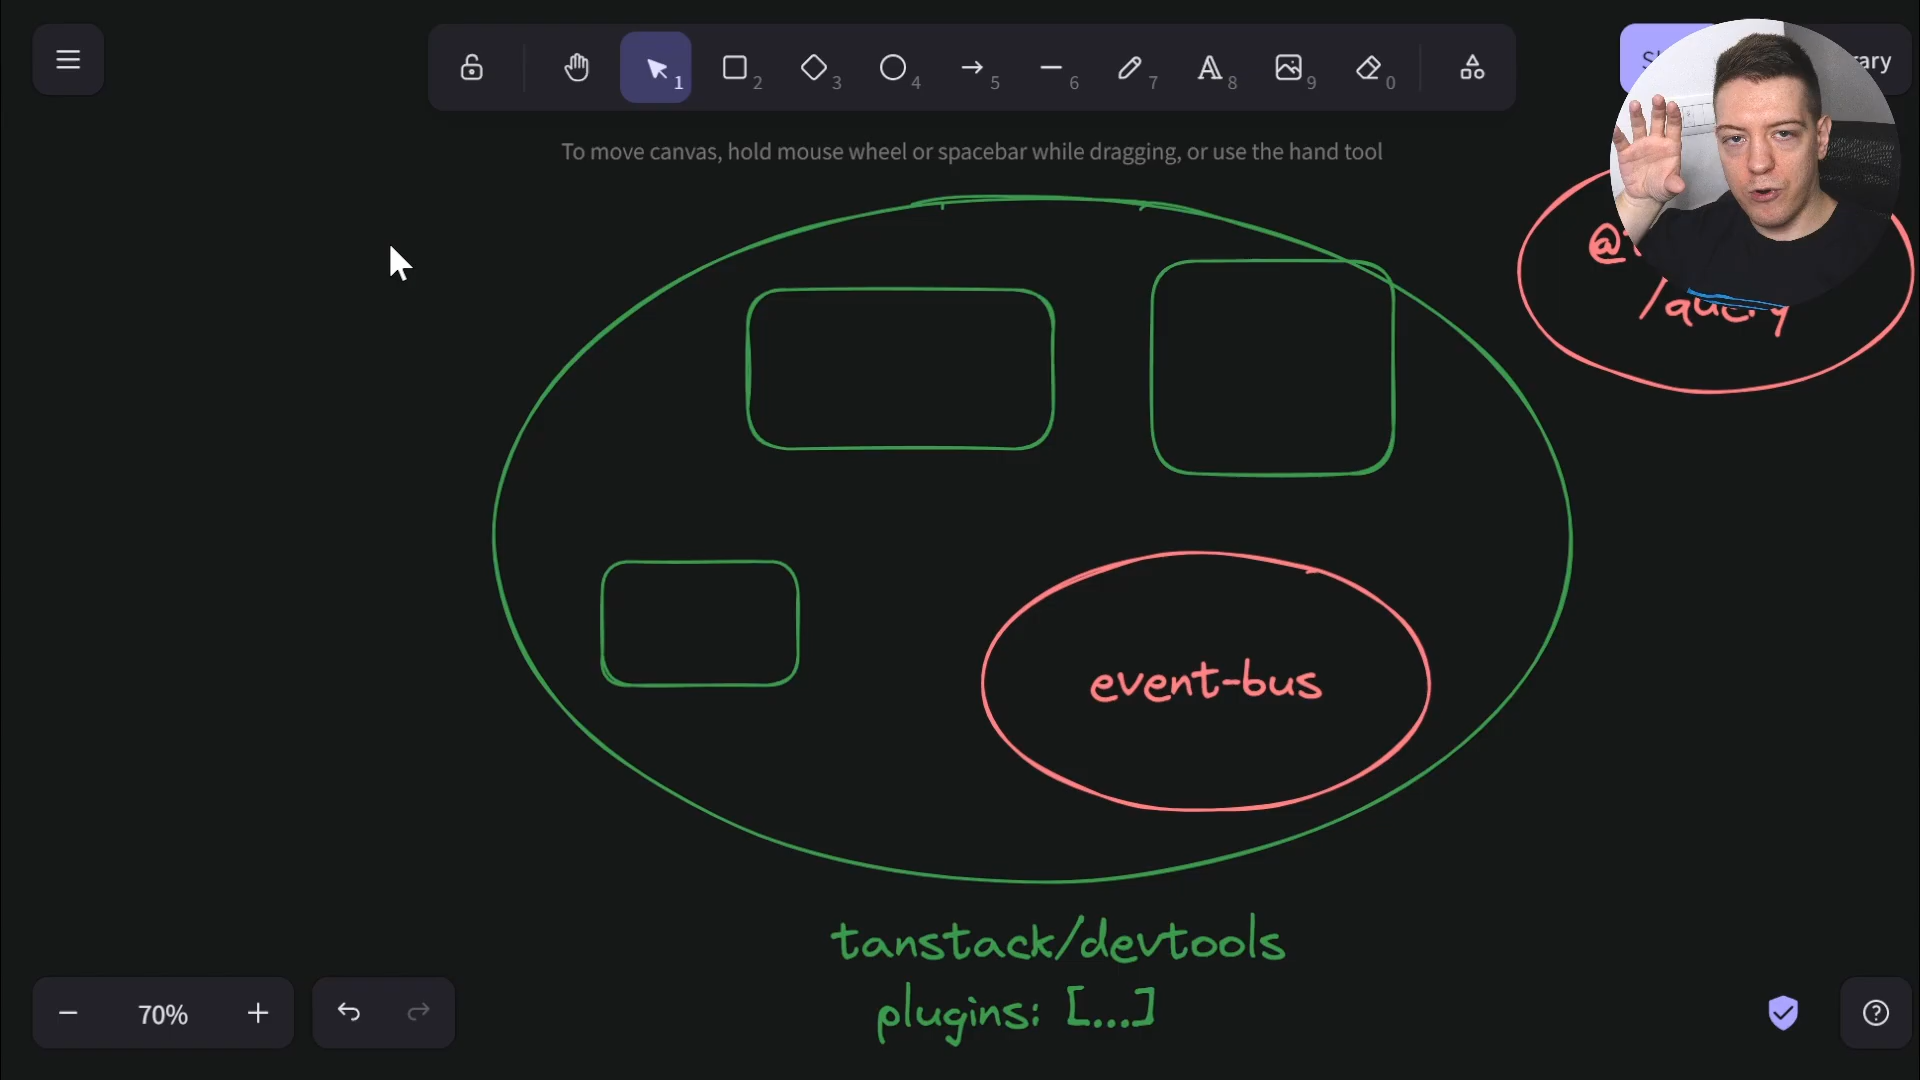 1
2
3
4
5
6
7
8
9
0
To move canvas, hold mouse wheel or spacebar while dragging, or use the hand tool
/query
event-bus
tanstack/devtools
plugins: [...]
70%